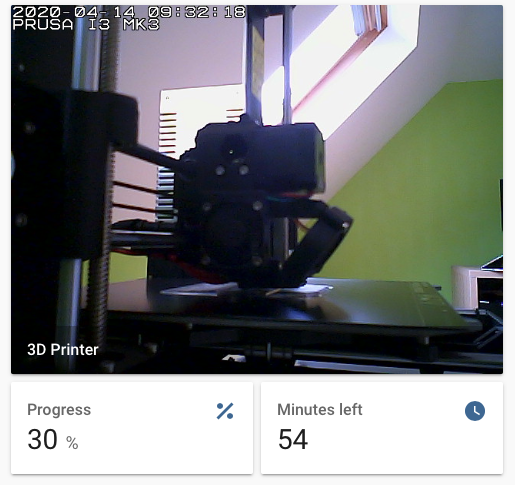 2020-04-14 09:32:18
PRUSA I3 MK3
3D Printer
Progress
30 %
Minutes left
54